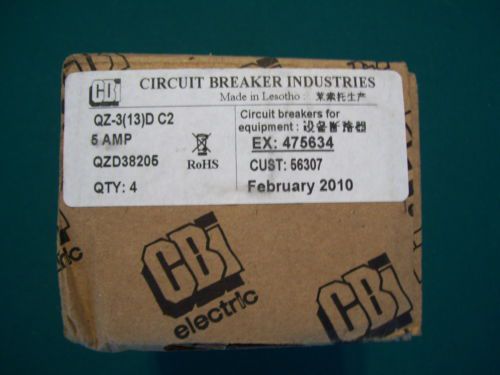 CBi
CIRCUIT BREAKER INDUSTRIES
Made in Lesotho : 莱索托生产
QZ-3(13)D C2
5 AMP
QZD38205
QTY: 4
RoHS
Circuit breakers for
equipment : 设备断路器
EX: 475634
CUST: 56307
February 2010
CBi
electric
CBi